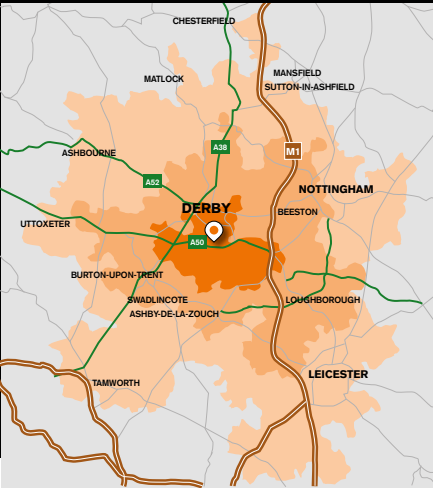 CHESTERFIELD
MATLOCK
MANSFIELD
SUTTON-IN-ASHFIELD
A38
M1
ASHBOURNE
A52
NOTTINGHAM
DERBY
BEESTON
UTTOXETER
A50
BURTON-UPON-TRENT
SWADLINCOTE
LOUGHBOROUGH
ASHBY-DE-LA-ZOUCH
LEICESTER
TAMWORTH